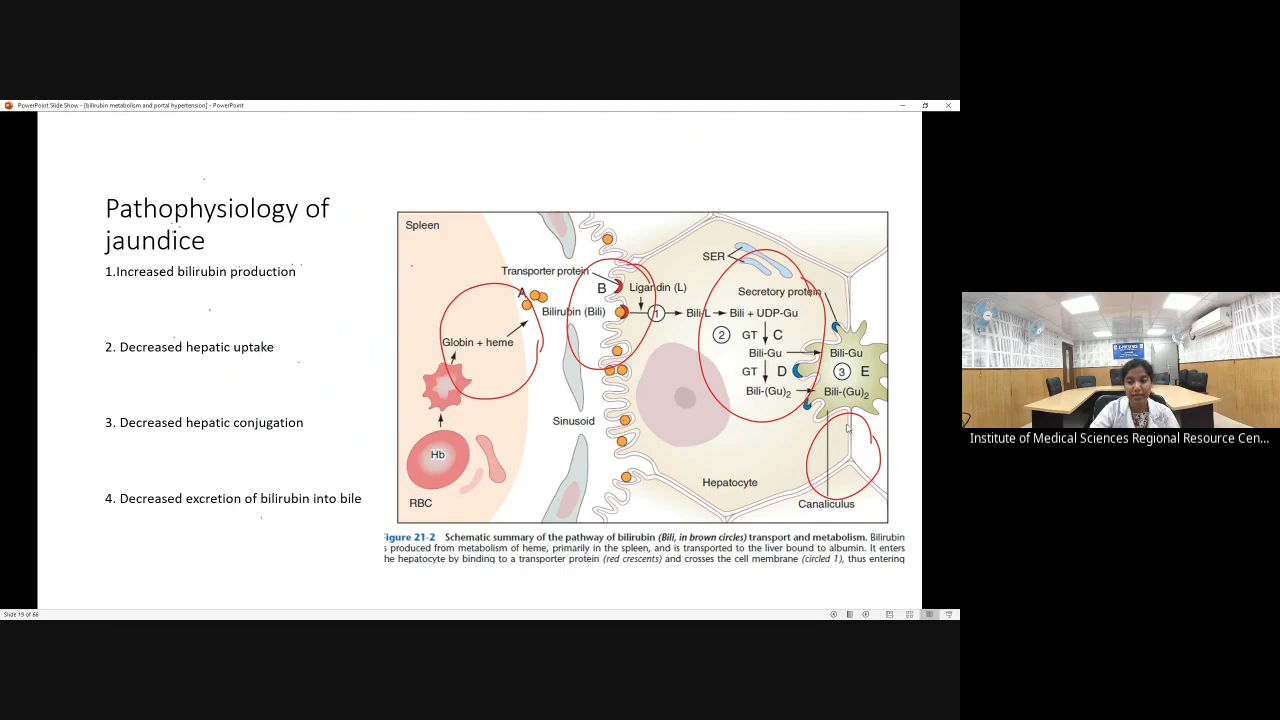 PowerPoint Slide Show - [bilirubin metabolism and portal hypertension] - PowerPoint
Pathophysiology of
jaundice
1.Increased bilirubin production
2. Decreased hepatic uptake
3. Decreased hepatic conjugation
4. Decreased excretion of bilirubin into bile
Spleen
SER
Transporter protein
A
B
Ligandin (L)
Secretory protein
Bilirubin (Bili)
1
Bili-L
Bili + UDP-Gu
2
GT
C
Globin + heme
Bili-Gu
Bili-Gu
GT
D
3
E
Bili-(Gu)2
Bili-(Gu)2
Sinusoid
Hb
Hepatocyte
RBC
Canaliculus
igure 21-2 Schematic summary of the pathway of bilirubin (Bili, in brown circles) transport and metabolism. Bilirubin
s produced from metabolism of heme, primarily in the spleen, and is transported to the liver bound to albumin. It enters
he hepatocyte by binding to a transporter protein (red crescents) and crosses the cell membrane (circled 1), thus entering
Slide 19 of 66
Institute of Medical Sciences Regional Resource Cen...